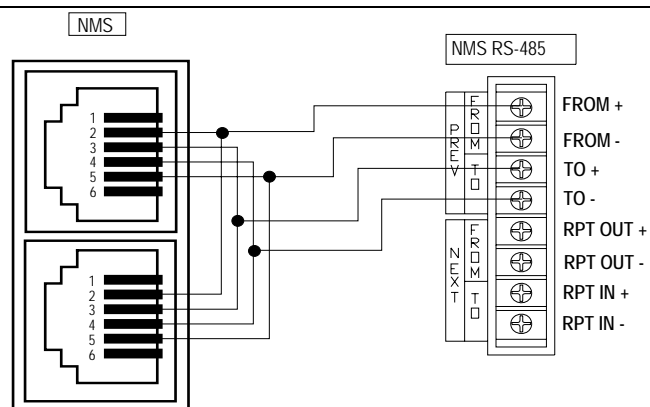 NMS
1
2
3
4
5
6
1
2
3
4
5
6
NMS RS-485
PREV
FROM
TO
NEXT
FROM
TO
FROM +
FROM -
TO +
TO -
RPT OUT +
RPT OUT -
RPT IN +
RPT IN -